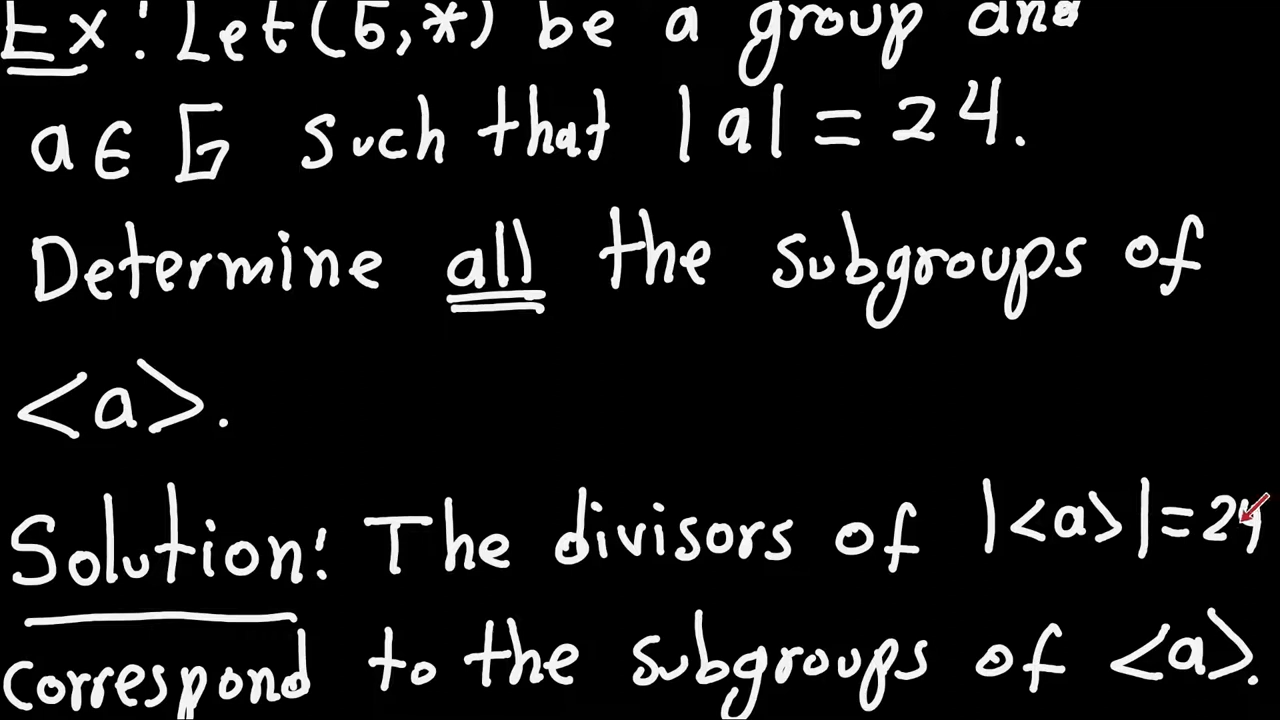 Ex: Let (G,*) be a group and
a ∈ G such that |a| = 24.
Determine all the subgroups of
<a>.
Solution: The divisors of |<a>| = 24
correspond to the subgroups of <a>.